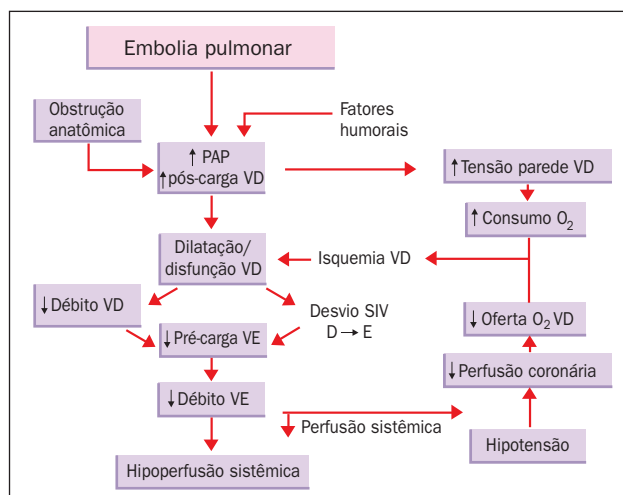 Embolia pulmonar
Obstrução
anatômica
Fatores
humorais
↑ PAP
↑ pós-carga VD
↑ Tensão parede VD
↑ Consumo O₂
Dilatação/
disfunção VD
Isquemia VD
↓ Débito VD
Desvio SIV
D → E
↓ Oferta O₂ VD
↓ Pré-carga VE
↓ Perfusão coronária
↓ Débito VE
↓ Perfusão sistêmica
Hipotensão
Hipoperfusão sistêmica